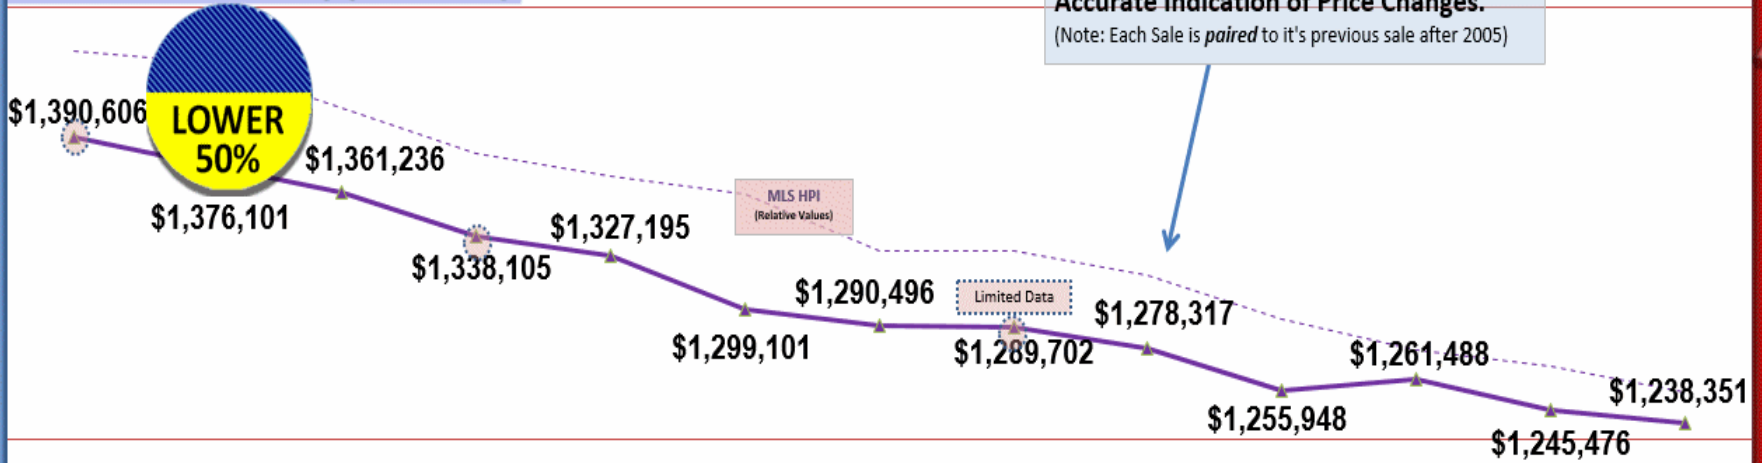 Accurate Indication of Price Changes.
(Note: Each Sale is paired to it's previous sale after 2005)
$1,390,606
LOWER
50%
$1,376,101
$1,361,236
$1,338,105
$1,327,195
MLS HPI
(Relative Values)
$1,299,101
$1,290,496
Limited Data
$1,289,702
$1,278,317
$1,255,948
$1,261,488
$1,245,476
$1,238,351